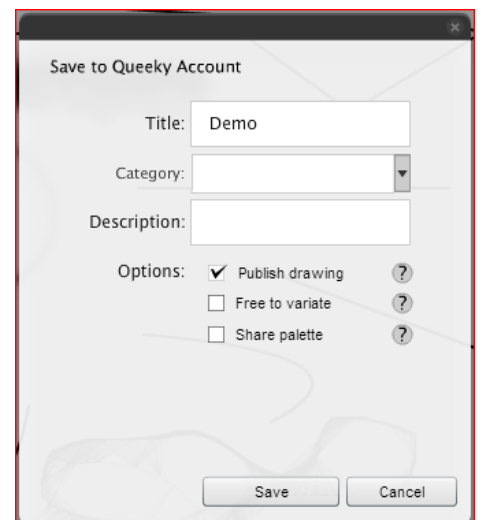 Save to Queeky Account
Title: Demo
Category:
Description:
Options: Publish drawing ?
Free to variate ?
Share palette ?
Save Cancel